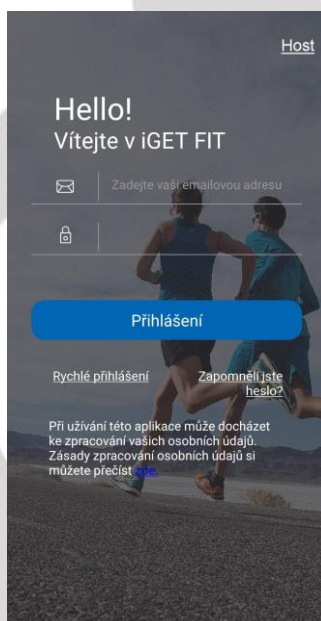 Host
Hello!
Vítejte v iGET FIT
Zadejte vaši emailovou adresu
Přihlášení
Rychlé přihlášení
Zapomněli jste
heslo?
Při užívání této aplikace může docházet
ke zpracování vašich osobních údajů.
Zásady zpracování osobních údajů si
můžete přečíst zde.